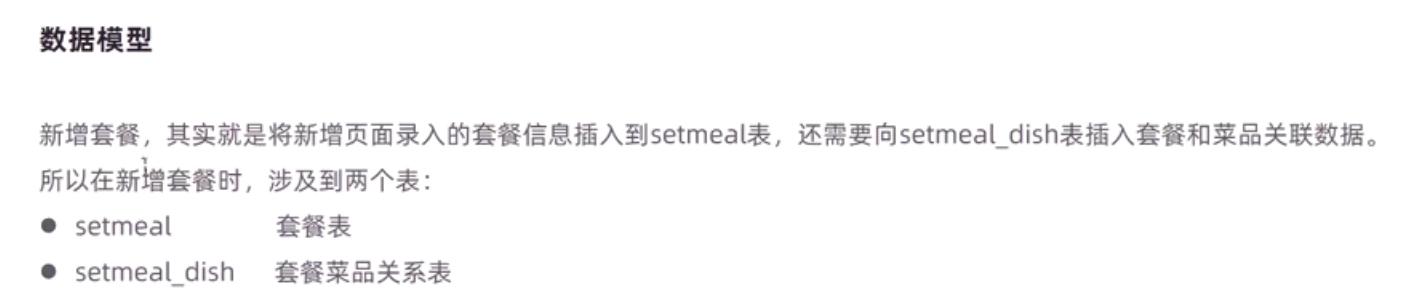 数据模型
新增套餐，其实就是将新增页面录入的套餐信息插入到setmeal表，还需要向setmeal_dish表插入套餐和菜品关联数据。
所以在新增套餐时，涉及到两个表：
● setmeal 套餐表
● setmeal_dish 套餐菜品关系表